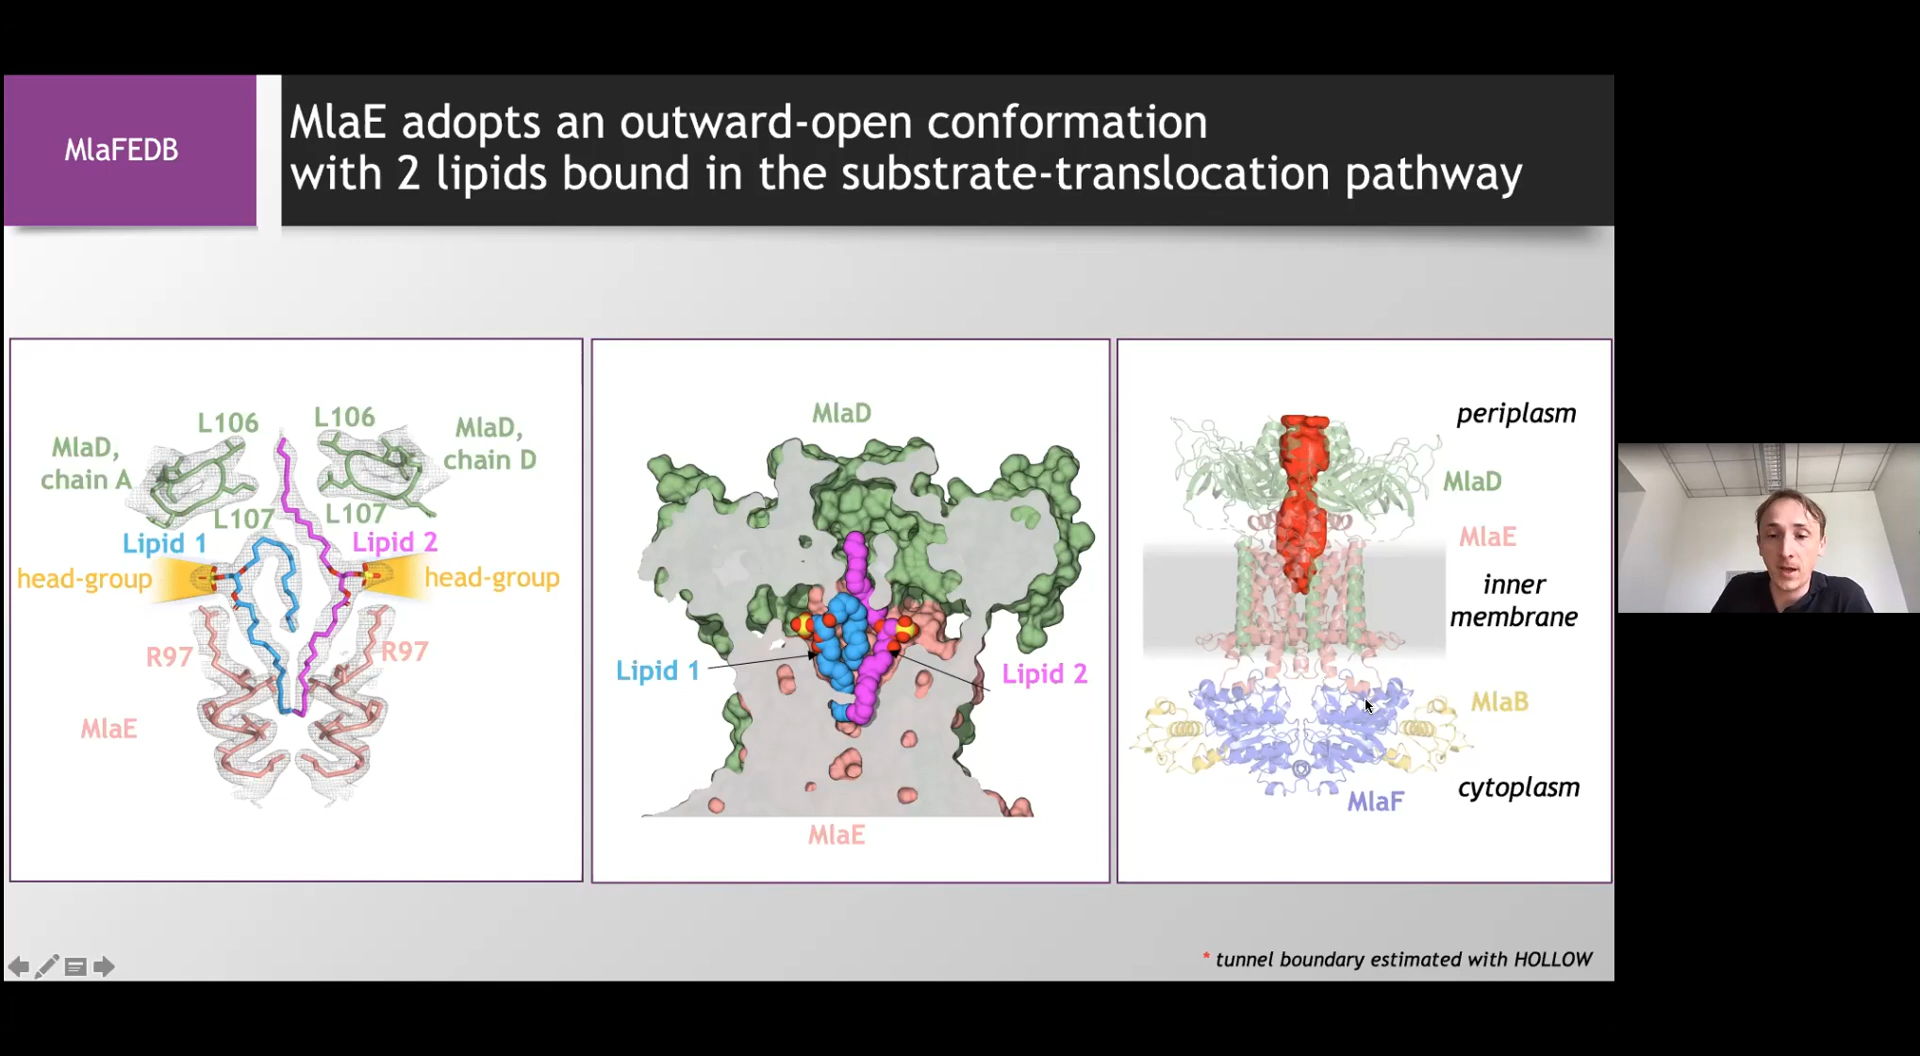 MlaFEDB
MlaE adopts an outward-open conformation
with 2 lipids bound in the substrate-translocation pathway
MlaD,
chain A
L106
L106
MlaD,
chain D
L107
L107
Lipid 1
Lipid 2
head-group
head-group
R97
R97
MlaE
MlaD
Lipid 1
Lipid 2
MlaE
periplasm
MlaD
MlaE
inner
membrane
MlaB
cytoplasm
MlaF
* tunnel boundary estimated with HOLLOW